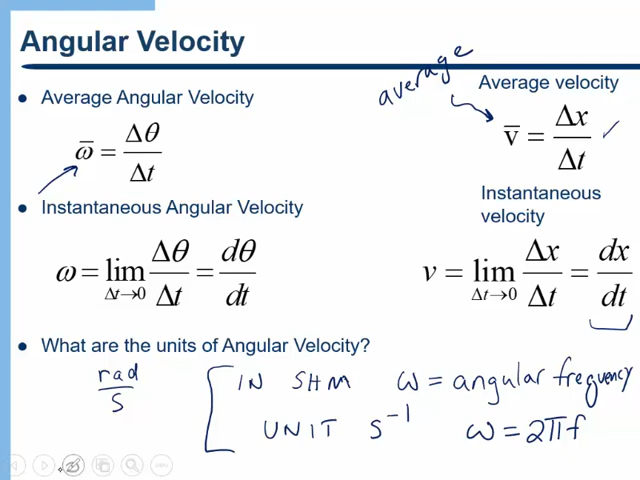 Angular Velocity
average
● Average Angular Velocity
Average velocity
ω̅ = Δθ/Δt
v̅ = Δx/Δt ✓
● Instantaneous Angular Velocity
Instantaneous
velocity
ω = lim Δt→0 Δθ/Δt = dθ/dt
v = lim Δt→0 Δx/Δt = dx/dt
● What are the units of Angular Velocity?
rad/s
IN SHM ω = angular frequency
UNIT s⁻¹ ω = 2πf